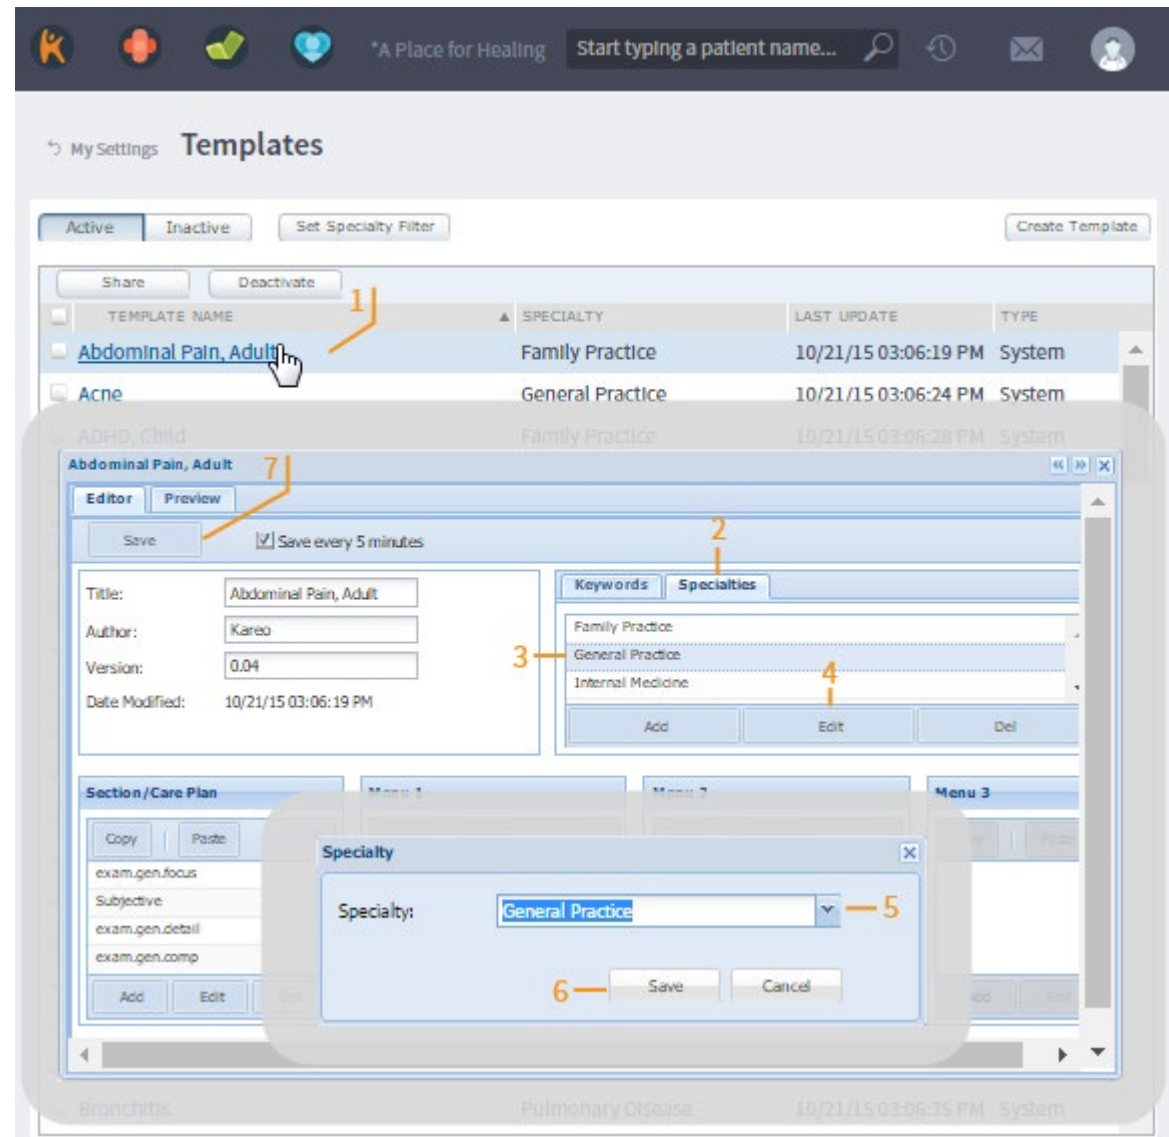 *A Place for Healing Start typing a patient name...
My Settings Templates
Active Inactive Set Specialty Filter Create Template
Share Deactivate
1
TEMPLATE NAME SPECIALTY LAST UPDATE TYPE
Abdominal Pain, Adult Family Practice 10/21/15 03:06:19 PM System
Acne General Practice 10/21/15 03:06:24 PM System
ADHD, Child Family Practice 10/21/15 03:06:28 PM System
Abdominal Pain, Adult 7
Editor Preview
Save Save every 5 minutes
2
Title: Abdominal Pain, Adult
Author: Kareo
Version: 0.04
Date Modified: 10/21/15 03:06:19 PM
Keywords Specialties
Family Practice
3 General Practice
Internal Medicine
4
Add Edit Del
Section/Care Plan Menu 1 Menu 2 Menu 3
Copy Paste
exam.gen.focus
Subjective
exam.gen.detail
exam.gen.comp
Add Edit
Specialty
Specialty: General Practice 5
6 Save Cancel
Bronchitis Pulmonary Disease 10/21/15 03:06:35 PM System